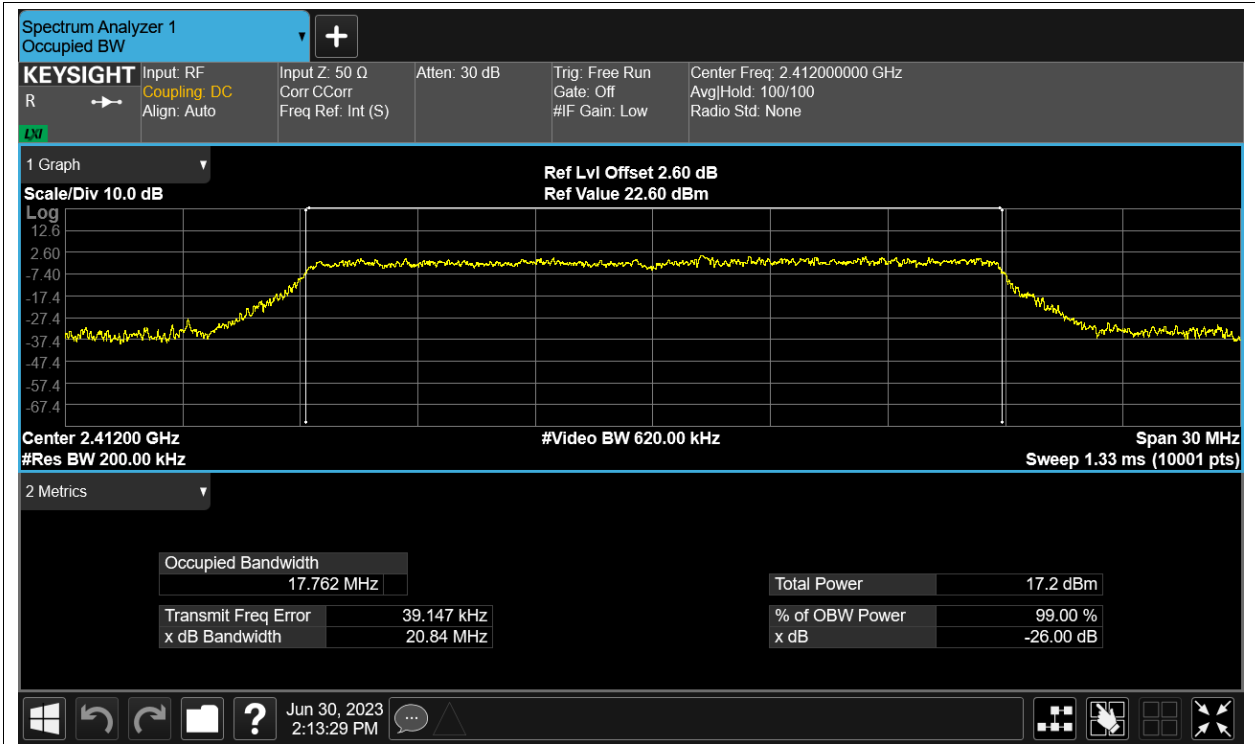 Spectrum Analyzer 1
Occupied BW
▼
+
KEYSIGHT
R
LXI
Input: RF
Coupling: DC
Align: Auto
Input Z: 50 Ω
Corr CCorr
Freq Ref: Int (S)
Atten: 30 dB
Trig: Free Run
Gate: Off
#IF Gain: Low
Center Freq: 2.412000000 GHz
Avg|Hold: 100/100
Radio Std: None
1 Graph ▼
Scale/Div 10.0 dB
Ref Lvl Offset 2.60 dB
Ref Value 22.60 dBm
Log
12.6
2.60
-7.40
-17.4
-27.4
-37.4
-47.4
-57.4
-67.4
Center 2.41200 GHz
#Res BW 200.00 kHz
#Video BW 620.00 kHz
Span 30 MHz
Sweep 1.33 ms (10001 pts)
2 Metrics ▼
Occupied Bandwidth
17.762 MHz
Transmit Freq Error 39.147 kHz
x dB Bandwidth 20.84 MHz
Total Power 17.2 dBm
% of OBW Power 99.00 %
x dB -26.00 dB
?
Jun 30, 2023
2:13:29 PM